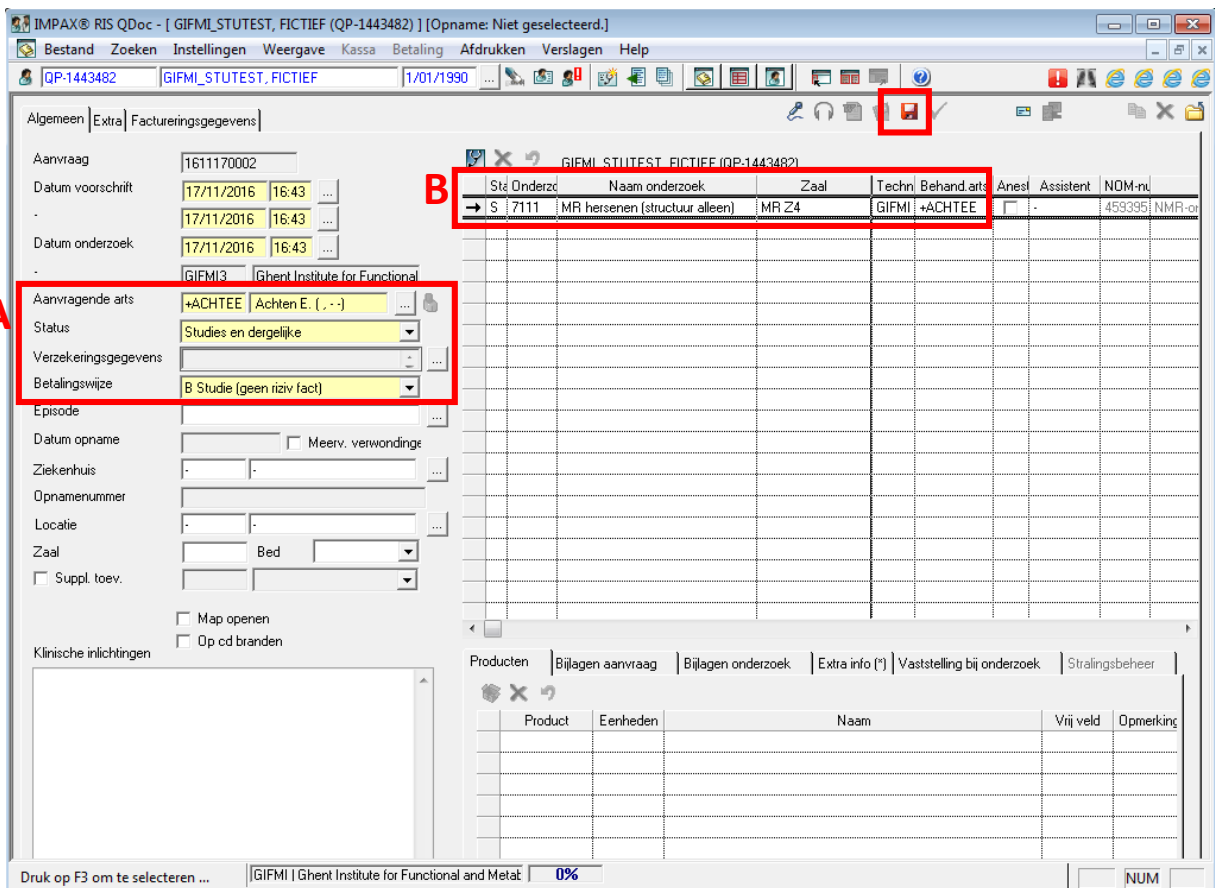 IMPAX® RIS QDoc - [ GIFMI_STUTEST, FICTIEF (QP-1443482) ] [Opname: Niet geselecteerd.]
Bestand Zoeken Instellingen Weergave Kassa Betaling Afdrukken Verslagen Help
QP-1443482 GIFMI_STUTEST, FICTIEF 1/01/1990 ...
Algemeen Extra Factureringsgegevens
Aanvraag 1611170002
Datum voorschrift 17/11/2016 16:43 ...
- 17/11/2016 16:43 ...
Datum onderzoek 17/11/2016 16:43 ...
- GIFMI3 Ghent Institute for Functional
A
Aanvragende arts +ACHTEE Achten E. ( , - -) ...
Status Studies en dergelijke
Verzekeringsgegevens ...
Betalingswijze B Studie (geen riziv fact)
Episode ...
Datum opname Meerv. verwondinge
Ziekenhuis - - ...
Opnamenummer
Locatie - - ...
Zaal Bed
Suppl. toev.
Map openen
Op cd branden
Klinische inlichtingen
GIFMI_STUTEST, FICTIEF (QP-1443482)
B
Sta Onderzo Naam onderzoek Zaal Techn Behand.arts Anest Assistent NOM-nu
S 7111 MR hersenen (structuur alleen) MR Z4 GIFMI +ACHTEE - 459395 NMR-or
Producten Bijlagen aanvraag Bijlagen onderzoek Extra info (*) Vaststelling bij onderzoek Stralingsbeheer
Product Eenheden Naam Vrij veld Opmerking
Druk op F3 om te selecteren ... GIFMI | Ghent Institute for Functional and Metab 0% NUM